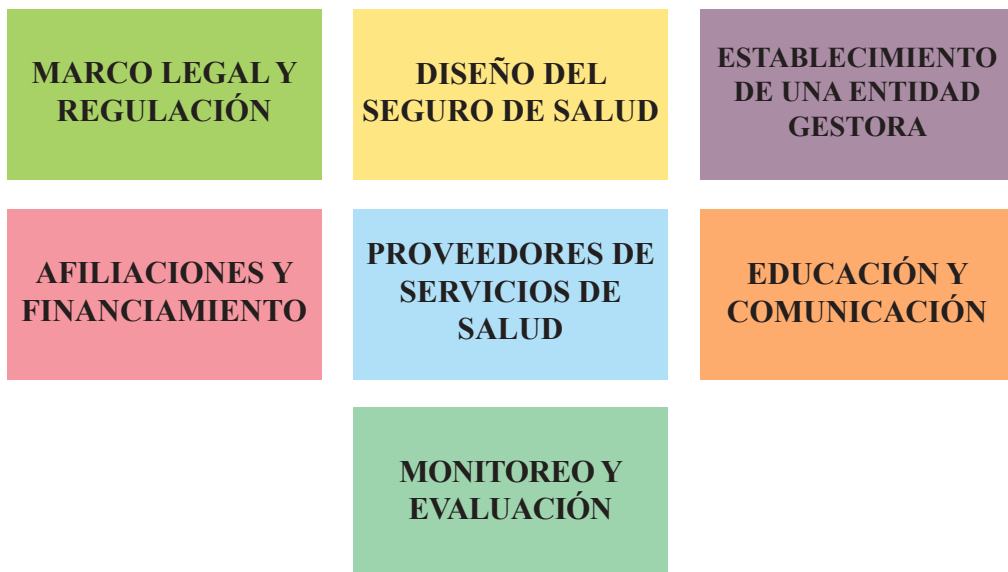 MARCO LEGAL Y
REGULACIÓN
DISEÑO DEL
SEGURO DE SALUD
ESTABLECIMIENTO
DE UNA ENTIDAD
GESTORA
AFILIACIONES Y
FINANCIAMIENTO
PROVEEDORES DE
SERVICIOS DE
SALUD
EDUCACIÓN Y
COMUNICACIÓN
MONITOREO Y
EVALUACIÓN